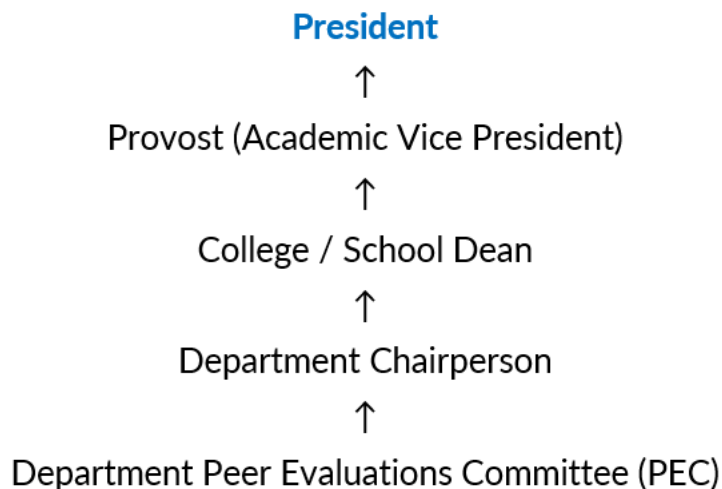 President
↑
Provost (Academic Vice President)
↑
College / School Dean
↑
Department Chairperson
↑
Department Peer Evaluations Committee (PEC)